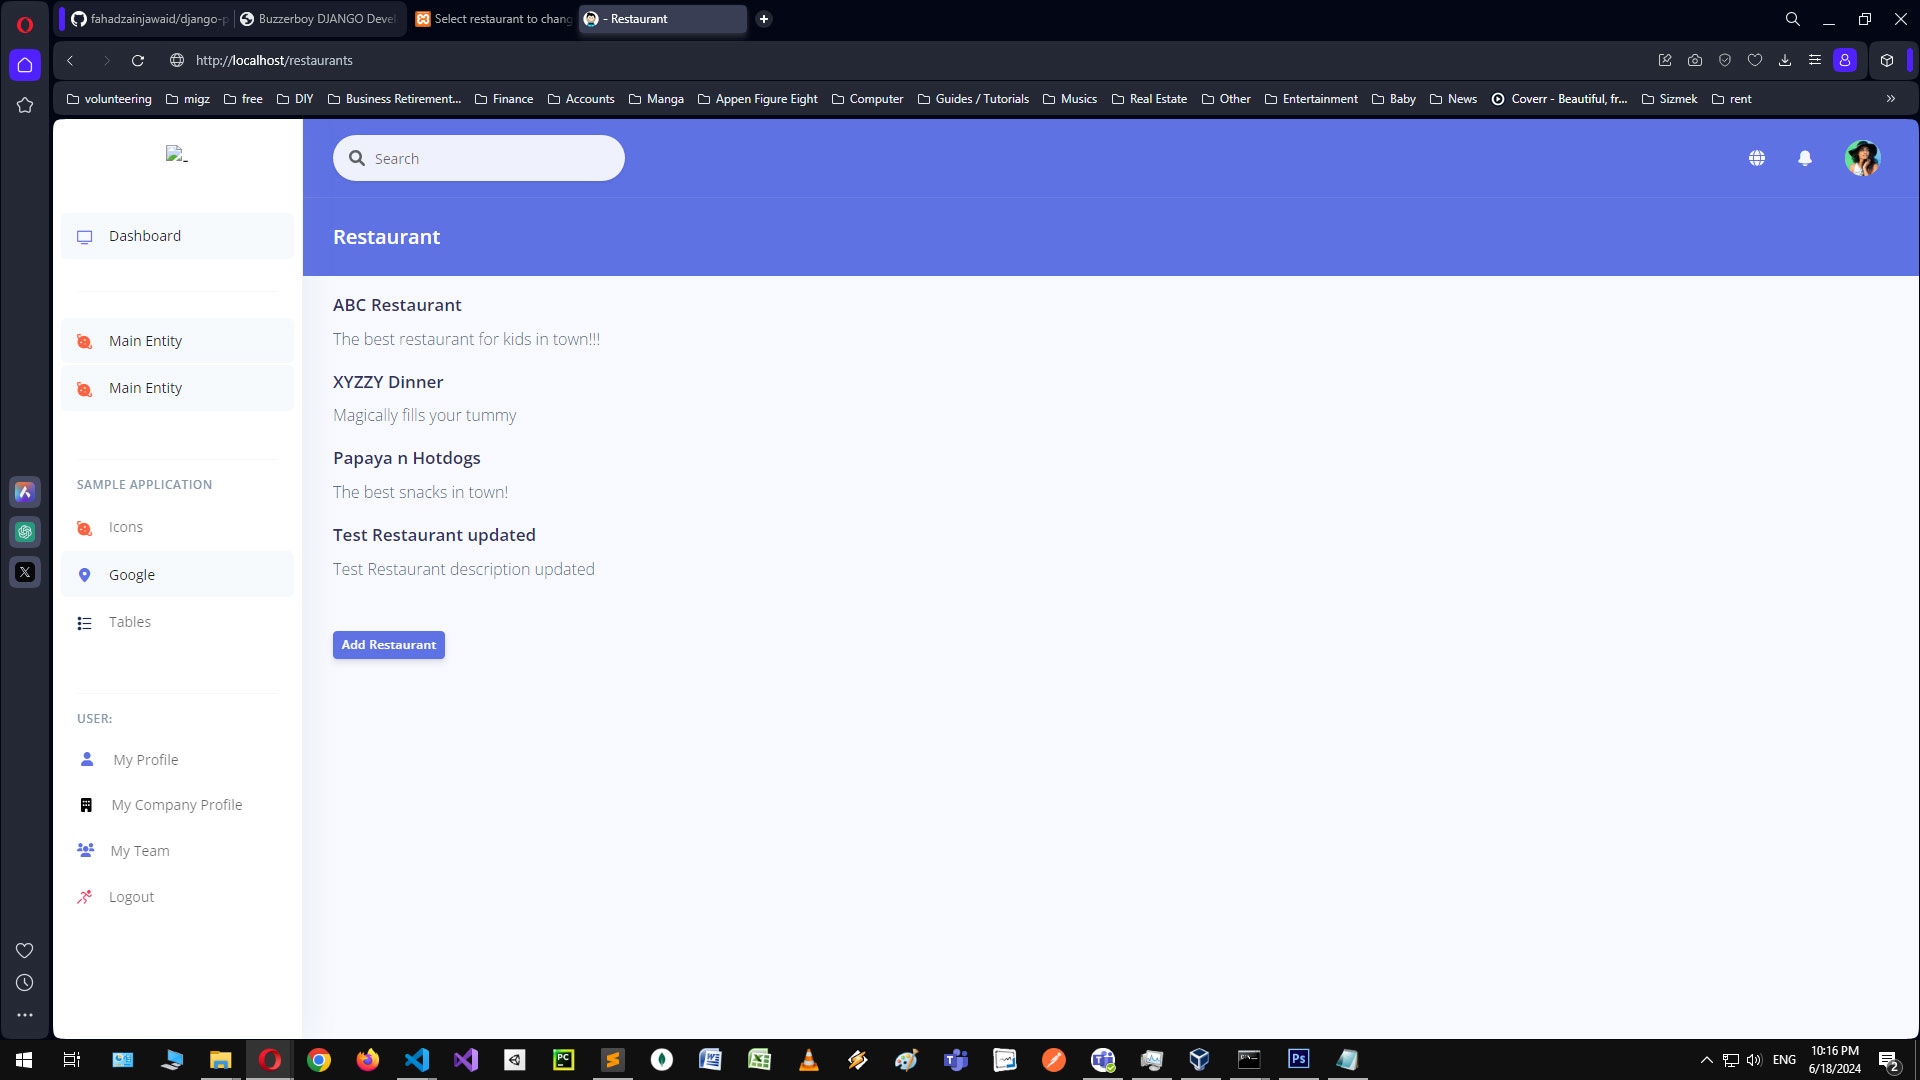 fahadzainjawaid/django-p
Buzzerboy DJANGO Devel
Select restaurant to chang
- Restaurant
http://localhost/restaurants
volunteering
migz
free
DIY
Business Retirement...
Finance
Accounts
Manga
Appen Figure Eight
Computer
Guides / Tutorials
Musics
Real Estate
Other
Entertainment
Baby
News
Coverr - Beautiful, fr...
Sizmek
rent
Search
Dashboard
Main Entity
Main Entity
SAMPLE APPLICATION
Icons
Google
Tables
USER:
My Profile
My Company Profile
My Team
Logout
Restaurant
ABC Restaurant
The best restaurant for kids in town!!!
XYZZY Dinner
Magically fills your tummy
Papaya n Hotdogs
The best snacks in town!
Test Restaurant updated
Test Restaurant description updated
Add Restaurant
ENG
10:16 PM
6/18/2024
2